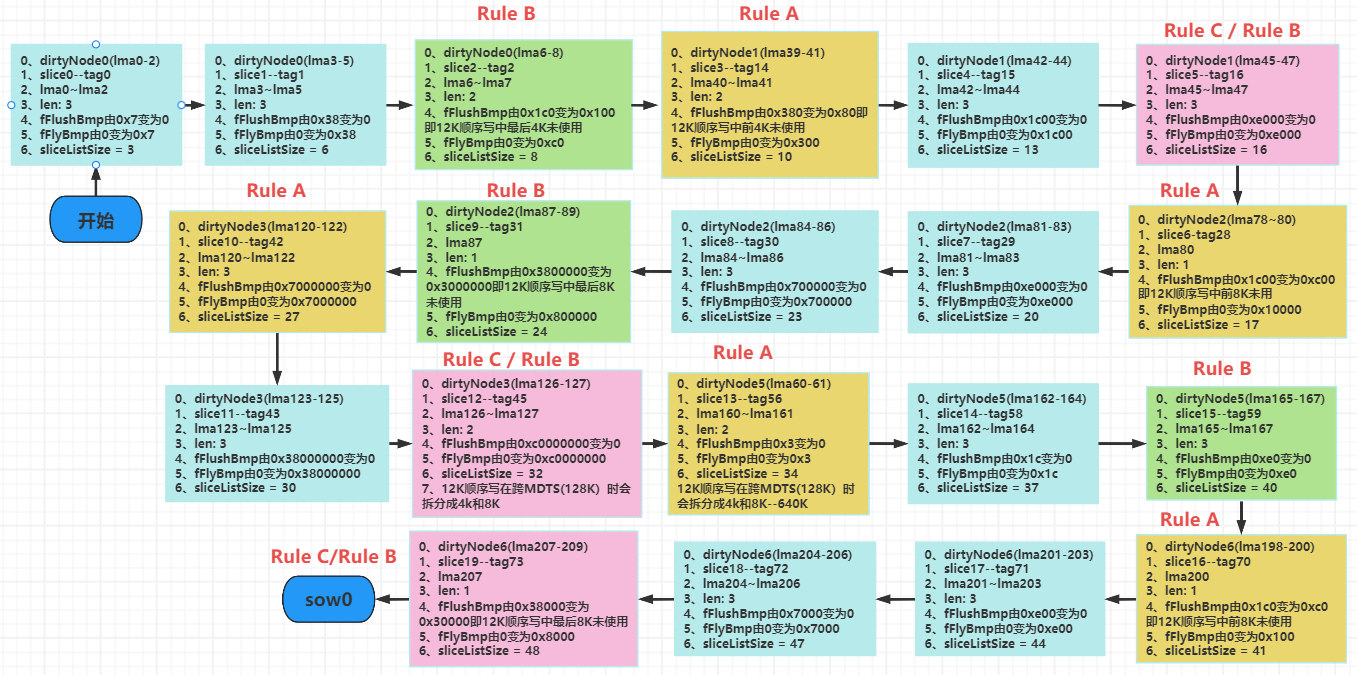 Rule B
Rule A
Rule C / Rule B
0、dirtyNode0(lma0-2)
1、slice0--tag0
2、lma0~lma2
3、len: 3
4、fFlushBmp由0x7变为0
5、fFlyBmp由0变为0x7
6、sliceListSize = 3
0、dirtyNode0(lma3-5)
1、slice1--tag1
2、lma3~lma5
3、len: 3
4、fFlushBmp由0x38变为0
5、fFlyBmp由0变为0x38
6、sliceListSize = 6
0、dirtyNode0(lma6-8)
1、slice2--tag2
2、lma6~lma7
3、len: 2
4、fFlushBmp由0x1c0变为0x100
即12K顺序写中最后4K未使用
5、fFlyBmp由0变为0xc0
6、sliceListSize = 8
0、dirtyNode1(lma39-41)
1、slice3--tag14
2、lma40~lma41
3、len: 2
4、fFlushBmp由0x380变为0x80即
12K顺序写中前4K未使用
5、fFlyBmp由0变为0x300
6、sliceListSize = 10
0、dirtyNode1(lma42-44)
1、slice4--tag15
2、lma42~lma44
3、len: 3
4、fFlushBmp由0x1c00变为0
5、fFlyBmp由0变为0x1c00
6、sliceListSize = 13
0、dirtyNode1(lma45-47)
1、slice5--tag16
2、lma45~lma47
3、len: 3
4、fFlushBmp由0xe000变为0
5、fFlyBmp由0变为0xe000
6、sliceListSize = 16
开始
Rule A
Rule B
Rule A
0、dirtyNode2(lma78~80)
1、slice6-tag28
2、lma80
3、len: 1
4、fFlushBmp由0x1c00变为0xc00
即12K顺序写中前8K未用
5、fFlyBmp由0变为0x10000
6、sliceListSize = 17
0、dirtyNode2(lma81-83)
1、slice7--tag29
2、lma81~lma83
3、len: 3
4、fFlushBmp由0xe000变为0
5、fFlyBmp由0变为0xe000
6、sliceListSize = 20
0、dirtyNode2(lma84-86)
1、slice8--tag30
2、lma84~lma86
3、len: 3
4、fFlushBmp由0x700000变为0
5、fFlyBmp由0变为0x700000
6、sliceListSize = 23
0、dirtyNode2(lma87-89)
1、slice9--tag31
2、lma87
3、len: 1
4、fFlushBmp由0x3800000变为
0x3000000即12K顺序写中最后8K
未使用
5、fFlyBmp由0变为0x800000
6、sliceListSize = 24
0、dirtyNode3(lma120-122)
1、slice10--tag42
2、lma120~lma122
3、len: 3
4、fFlushBmp由0x7000000变为0
5、fFlyBmp由0变为0x7000000
6、sliceListSize = 27
Rule C / Rule B
Rule A
Rule B
0、dirtyNode3(lma123-125)
1、slice11--tag43
2、lma123~lma125
3、len: 3
4、fFlushBmp由0x38000000变为0
5、fFlyBmp由0变为0x38000000
6、sliceListSize = 30
0、dirtyNode3(lma126-127)
1、slice12--tag45
2、lma126~lma127
3、len: 2
4、fFlushBmp由0xc0000000变为0
5、fFlyBmp由0变为0xc0000000
6、sliceListSize = 32
7、12K顺序写在跨MDTS(128K）时会
拆分成4k和8K
0、dirtyNode5(lma60-61)
1、slice13--tag56
2、lma160~lma161
3、len: 2
4、fFlushBmp由0x3变为0
5、fFlyBmp由0变为0x3
6、sliceListSize = 34
12K顺序写在跨MDTS(128K）时
会拆分成4k和8K--640K
0、dirtyNode5(lma162-164)
1、slice14--tag58
2、lma162~lma164
3、len: 3
4、fFlushBmp由0x1c变为0
5、fFlyBmp由0变为0x1c
6、sliceListSize = 37
0、dirtyNode5(lma165-167)
1、slice15--tag59
2、lma165~lma167
3、len: 3
4、fFlushBmp由0xe0变为0
5、fFlyBmp由0变为0xe0
6、sliceListSize = 40
Rule A
0、dirtyNode6(lma198-200)
1、slice16--tag70
2、lma200
3、len: 1
4、fFlushBmp由0x1c0变为0xc0
即12K顺序写中前8K未使用
5、fFlyBmp由0变为0x100
6、sliceListSize = 41
0、dirtyNode6(lma201-203)
1、slice17--tag71
2、lma201~lma203
3、len: 3
4、fFlushBmp由0xe00变为0
5、fFlyBmp由0变为0xe00
6、sliceListSize = 44
0、dirtyNode6(lma204-206)
1、slice18--tag72
2、lma204~lma206
3、len: 3
4、fFlushBmp由0x7000变为0
5、fFlyBmp由0变为0x7000
6、sliceListSize = 47
0、dirtyNode6(lma207-209)
1、slice19--tag73
2、lma207
3、len: 1
4、fFlushBmp由0x38000变为
0x30000即12K顺序写中最后8K未使用
5、fFlyBmp由0变为0x8000
6、sliceListSize = 48
Rule C/Rule B
sow0